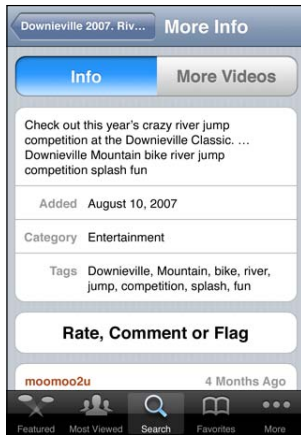 Downieville 2007. Riv... More Info
Info More Videos
Check out this year's crazy river jump
competition at the Downieville Classic. ...
Downieville Mountain bike river jump
competition splash fun
Added August 10, 2007
Category Entertainment
Tags Downieville, Mountain, bike, river,
jump, competition, splash, fun
Rate, Comment or Flag
moomoo2u 4 Months Ago
Featured Most Viewed Search Favorites More